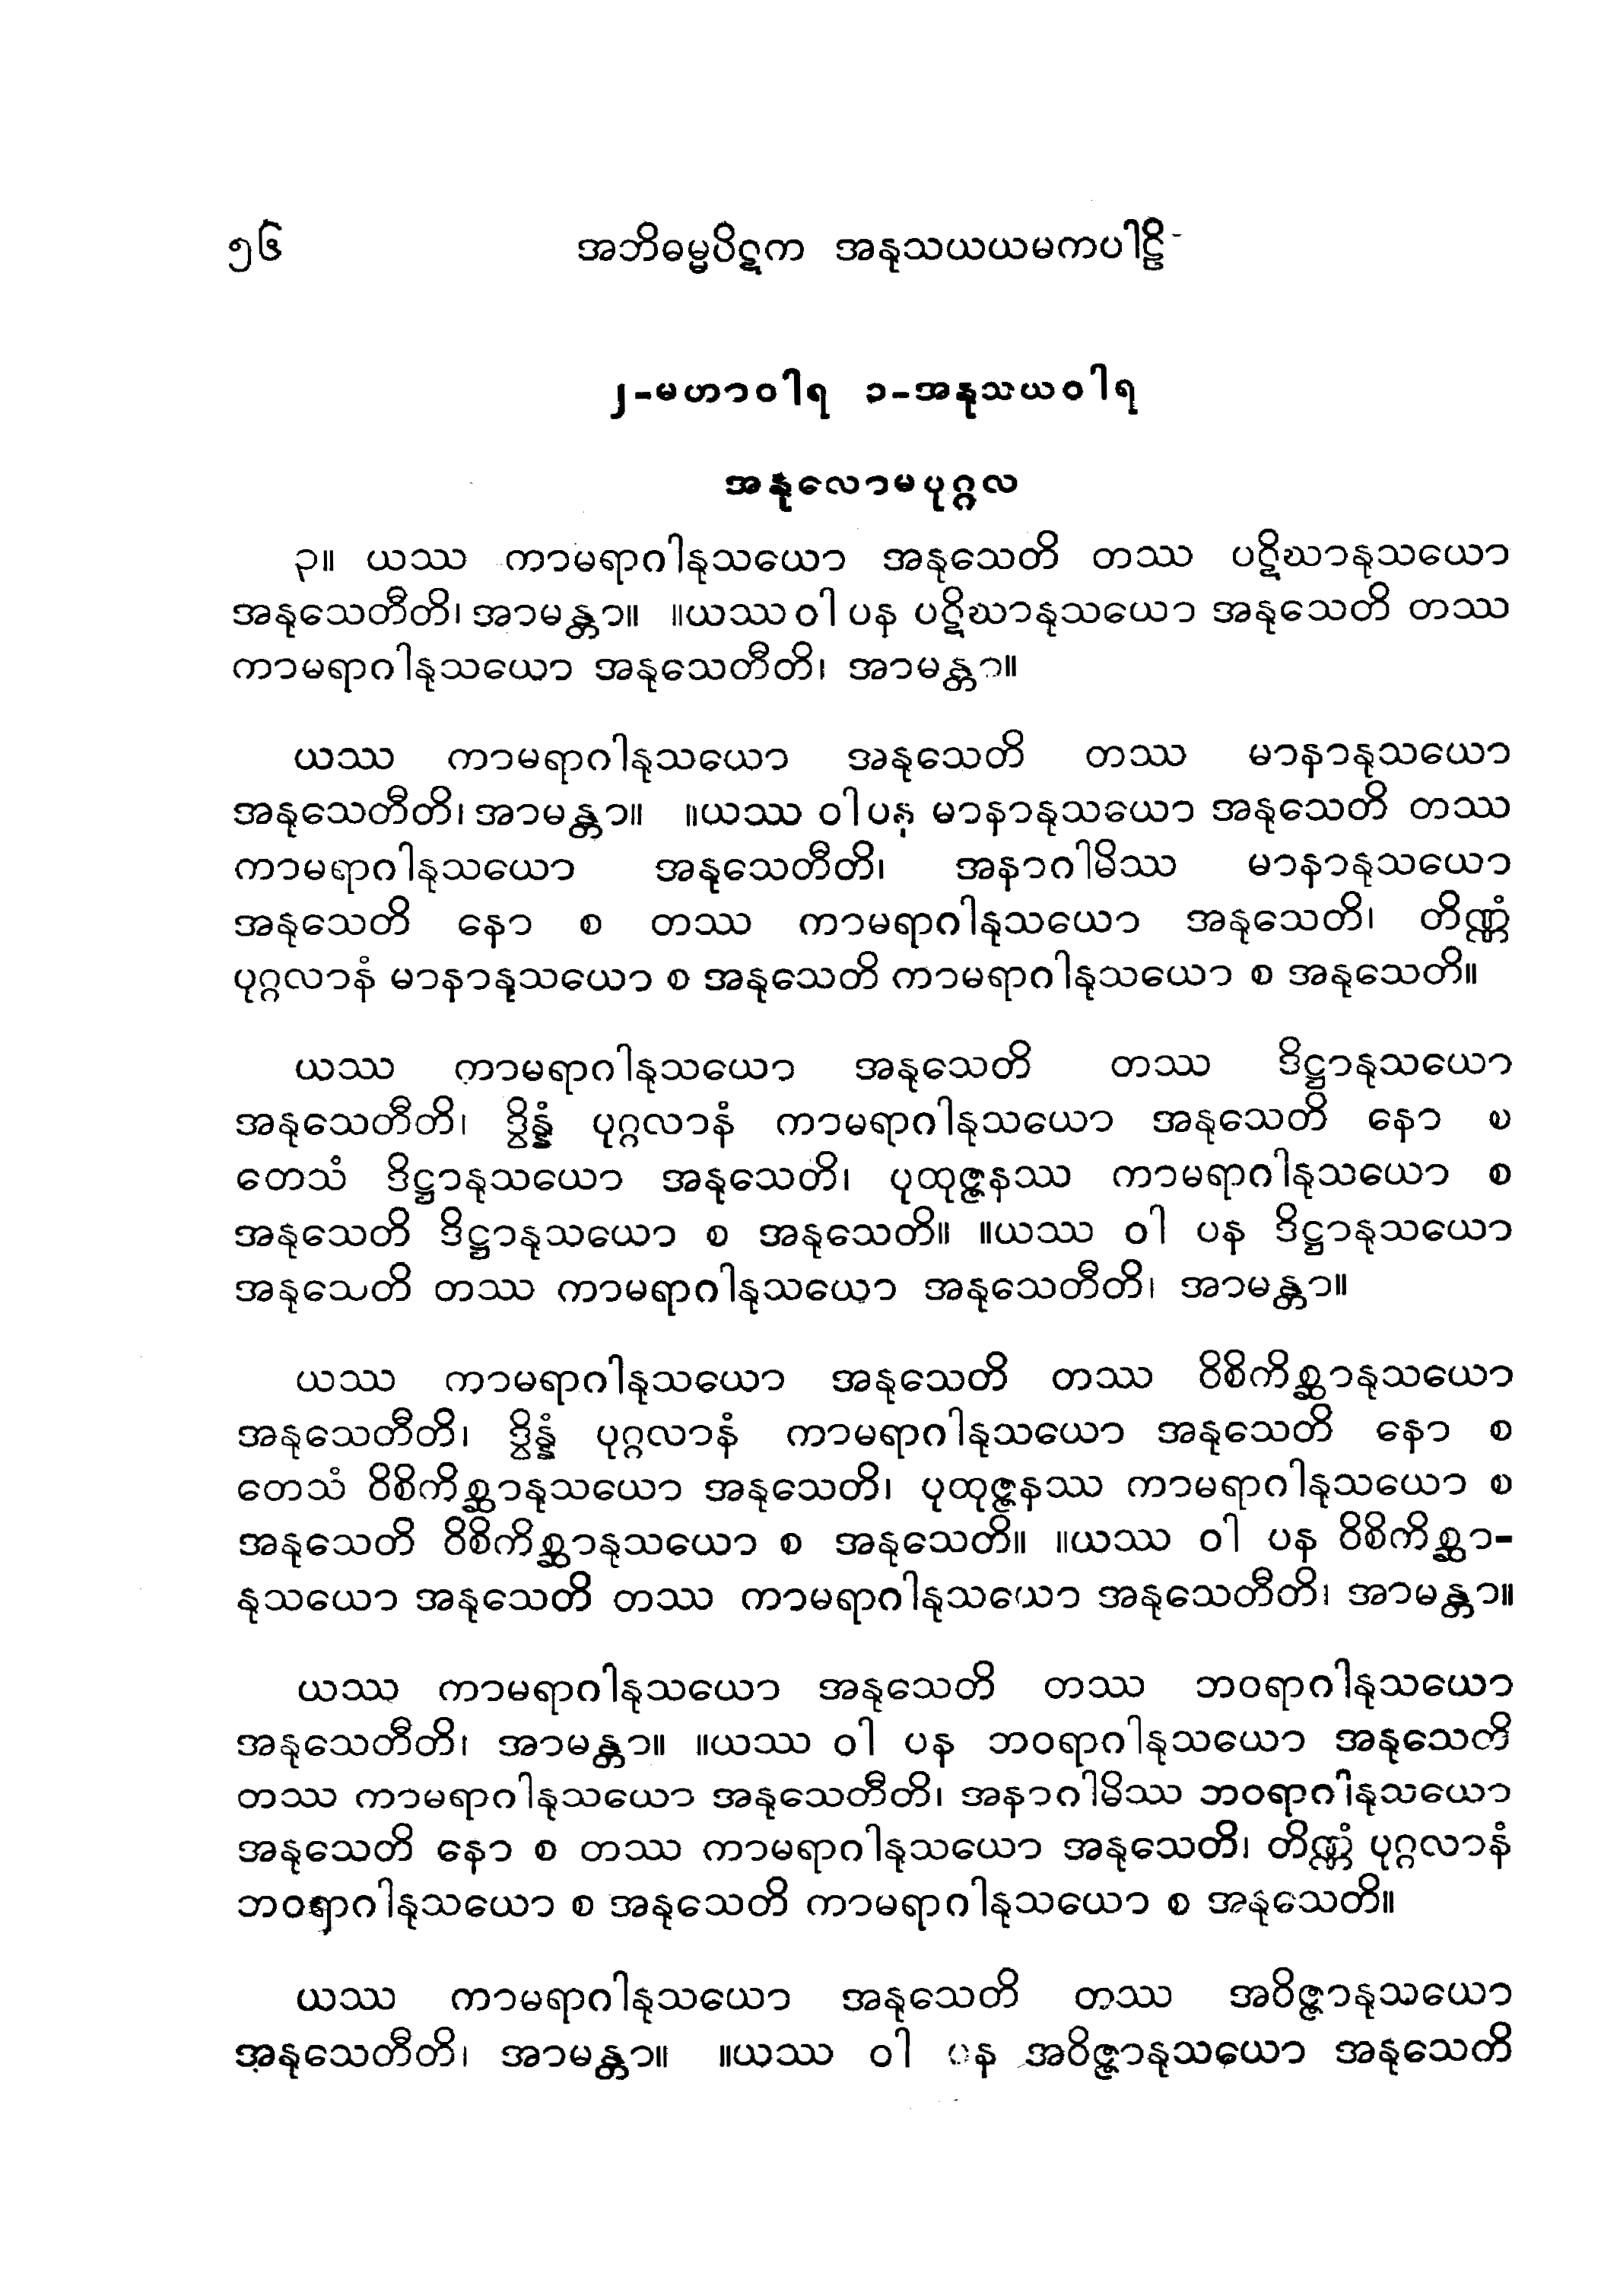 ၅၆ အဘိဓမ္မပိဋက အနုသယယမကပါဠိ
၂-မဟာဝါရ ၁-အနုသယဝါရ
အနုလောမပုဂ္ဂလ
၃။ ယဿ ကာမရာဂါနုသယော အနုသေတိ တဿ ပဋိဃာနုသယော
အနုသေတီတိ၊ အာမန္တာ။ ။ယဿ ဝါ ပန ပဋိဃာနုသယော အနုသေတိ တဿ
ကာမရာဂါနုသယော အနုသေတီတိ၊ အာမန္တာ။
ယဿ ကာမရာဂါနုသယော အနုသေတိ တဿ မာနာနုသယော
အနုသေတီတိ၊ အာမန္တာ။ ။ယဿ ဝါ ပန မာနာနုသယော အနုသေတိ တဿ
ကာမရာဂါနုသယော အနုသေတီတိ၊ အနာဂါမိဿ မာနာနုသယော
အနုသေတိ နော စ တဿ ကာမရာဂါနုသယော အနုသေတိ၊ တိဏ္ဏံ
ပုဂ္ဂလာနံ မာနာနုသယော စ အနုသေတိ ကာမရာဂါနုသယော စ အနုသေတိ။
ယဿ ကာမရာဂါနုသယော အနုသေတိ တဿ ဒိဋ္ဌာနုသယော
အနုသေတီတိ၊ ဒွိန္နံ ပုဂ္ဂလာနံ ကာမရာဂါနုသယော အနုသေတိ နော စ
တေသံ ဒိဋ္ဌာနုသယော အနုသေတိ၊ ပုထုဇ္ဇနဿ ကာမရာဂါနုသယော စ
အနုသေတိ ဒိဋ္ဌာနုသယော စ အနုသေတိ။ ။ယဿ ဝါ ပန ဒိဋ္ဌာနုသယော
အနုသေတိ တဿ ကာမရာဂါနုသယော အနုသေတီတိ၊ အာမန္တာ။
ယဿ ကာမရာဂါနုသယော အနုသေတိ တဿ ဝိစိကိစ္ဆာနုသယော
အနုသေတီတိ၊ ဒွိန္နံ ပုဂ္ဂလာနံ ကာမရာဂါနုသယော အနုသေတိ နော စ
တေသံ ဝိစိကိစ္ဆာနုသယော အနုသေတိ၊ ပုထုဇ္ဇနဿ ကာမရာဂါနုသယော စ
အနုသေတိ ဝိစိကိစ္ဆာနုသယော စ အနုသေတိ။ ။ယဿ ဝါ ပန ဝိစိကိစ္ဆာ-
နုသယော အနုသေတိ တဿ ကာမရာဂါနုသယော အနုသေတီတိ၊ အာမန္တာ။
ယဿ ကာမရာဂါနုသယော အနုသေတိ တဿ ဘဝရာဂါနုသယော
အနုသေတီတိ၊ အာမန္တာ။ ။ယဿ ဝါ ပန ဘဝရာဂါနုသယော အနုသေတိ
တဿ ကာမရာဂါနုသယော အနုသေတီတိ၊ အနာဂါမိဿ ဘဝရာဂါနုသယော
အနုသေတိ နော စ တဿ ကာမရာဂါနုသယော အနုသေတိ၊ တိဏ္ဏံ ပုဂ္ဂလာနံ
ဘဝရာဂါနုသယော စ အနုသေတိ ကာမရာဂါနုသယော စ အနုသေတိ။
ယဿ ကာမရာဂါနုသယော အနုသေတိ တဿ အဝိဇ္ဇာနုသယော
အနုသေတီတိ၊ အာမန္တာ။ ။ယဿ ဝါ ပန အဝိဇ္ဇာနုသယော အနုသေတိ